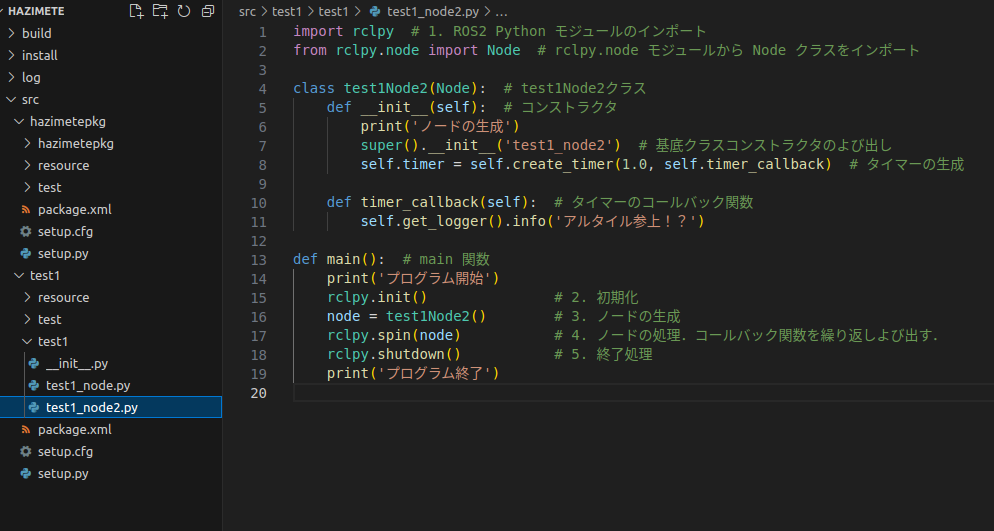 HAZIMETE
build
install
log
src
hazimetepkg
hazimetepkg
resource
test
package.xml
setup.cfg
setup.py
test1
resource
test
test1
__init__.py
test1_node.py
test1_node2.py
package.xml
setup.cfg
setup.py
src > test1 > test1 > test1_node2.py > ...
1 import rclpy  # 1. ROS2 Python モジュールのインポート
2 from rclpy.node import Node  # rclpy.node モジュールから Node クラスをインポート
3
4 class test1Node2(Node):  # test1Node2クラス
5     def __init__(self):  # コンストラクタ
6         print('ノードの生成')
7         super().__init__('test1_node2')  # 基底クラスコンストラクタのよび出し
8         self.timer = self.create_timer(1.0, self.timer_callback)  # タイマーの生成
9
10     def timer_callback(self):  # タイマーのコールバック関数
11         self.get_logger().info('アルタイル参上！？')
12
13 def main():  # main 関数
14     print('プログラム開始')
15     rclpy.init()               # 2. 初期化
16     node = test1Node2()        # 3. ノードの生成
17     rclpy.spin(node)           # 4. ノードの処理．コールバック関数を繰り返しよび出す．
18     rclpy.shutdown()           # 5. 終了処理
19     print('プログラム終了')
20